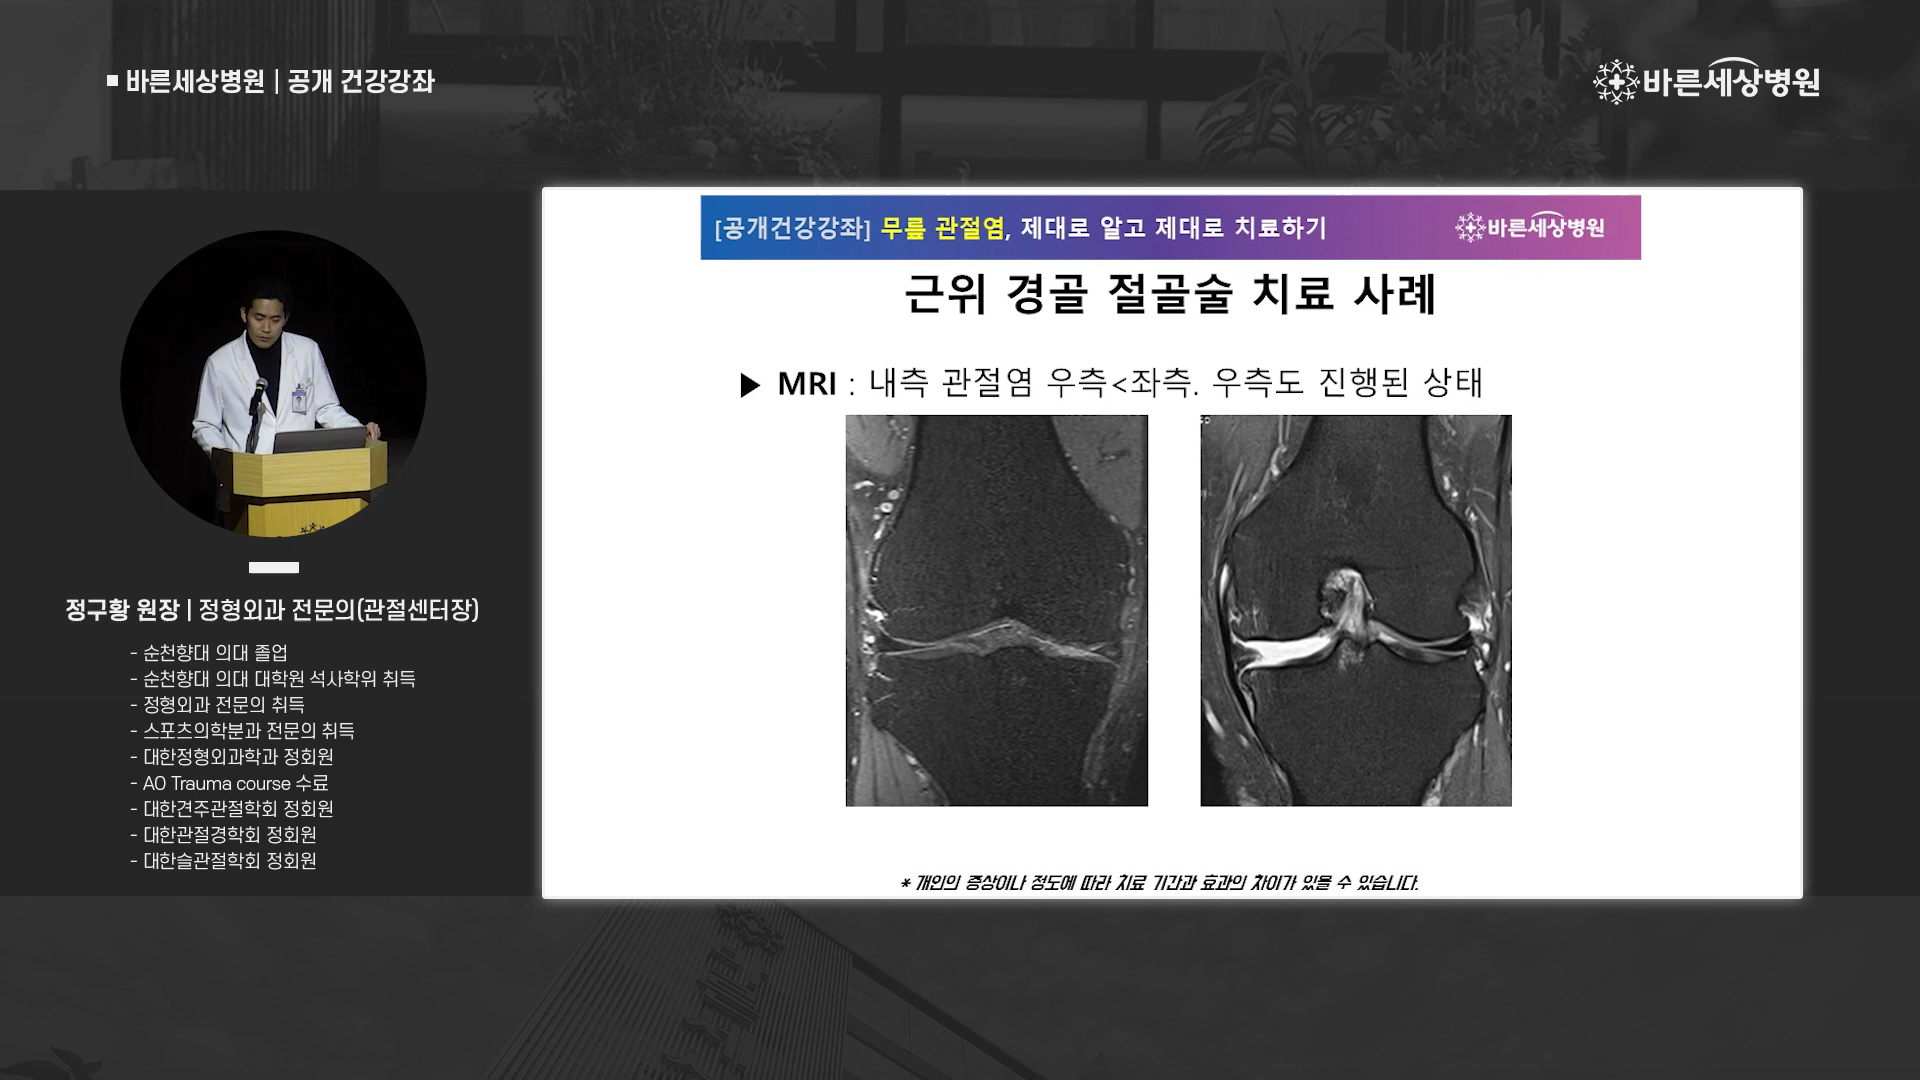 바른세상병원 | 공개 건강강좌
바른세상병원
[공개건강강좌] 무릎 관절염, 제대로 알고 제대로 치료하기
바른세상병원
근위 경골 절골술 치료 사례
▶ MRI : 내측 관절염 우측<좌측. 우측도 진행된 상태
* 개인의 증상이나 정도에 따라 치료 기간과 효과의 차이가 있을 수 있습니다.
정구황 원장 | 정형외과 전문의(관절센터장)
- 순천향대 의대 졸업
- 순천향대 의대 대학원 석사학위 취득
- 정형외과 전문의 취득
- 스포츠의학분과 전문의 취득
- 대한정형외과학과 정회원
- AO Trauma course 수료
- 대한견주관절학회 정회원
- 대한관절경학회 정회원
- 대한슬관절학회 정회원